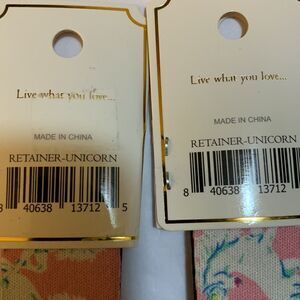 Live what you love...
MADE IN CHINA
RETAINER-UNICORN
8 40638 13712 5
Live what you love...
MADE IN CHINA
RETAINER-UNICORN
8 40638 13712